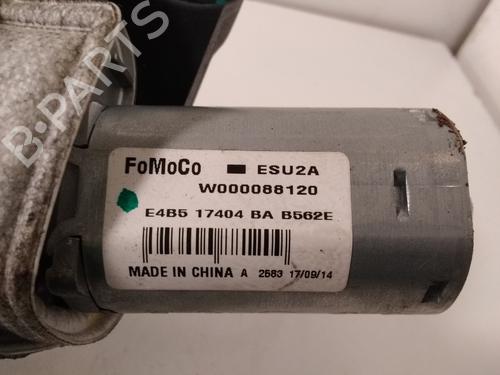 B-PARTS
FoMoCo ESU2A
W000088120
E4B5 17404 BA B562E
MADE IN CHINA A 2583 17/09/14